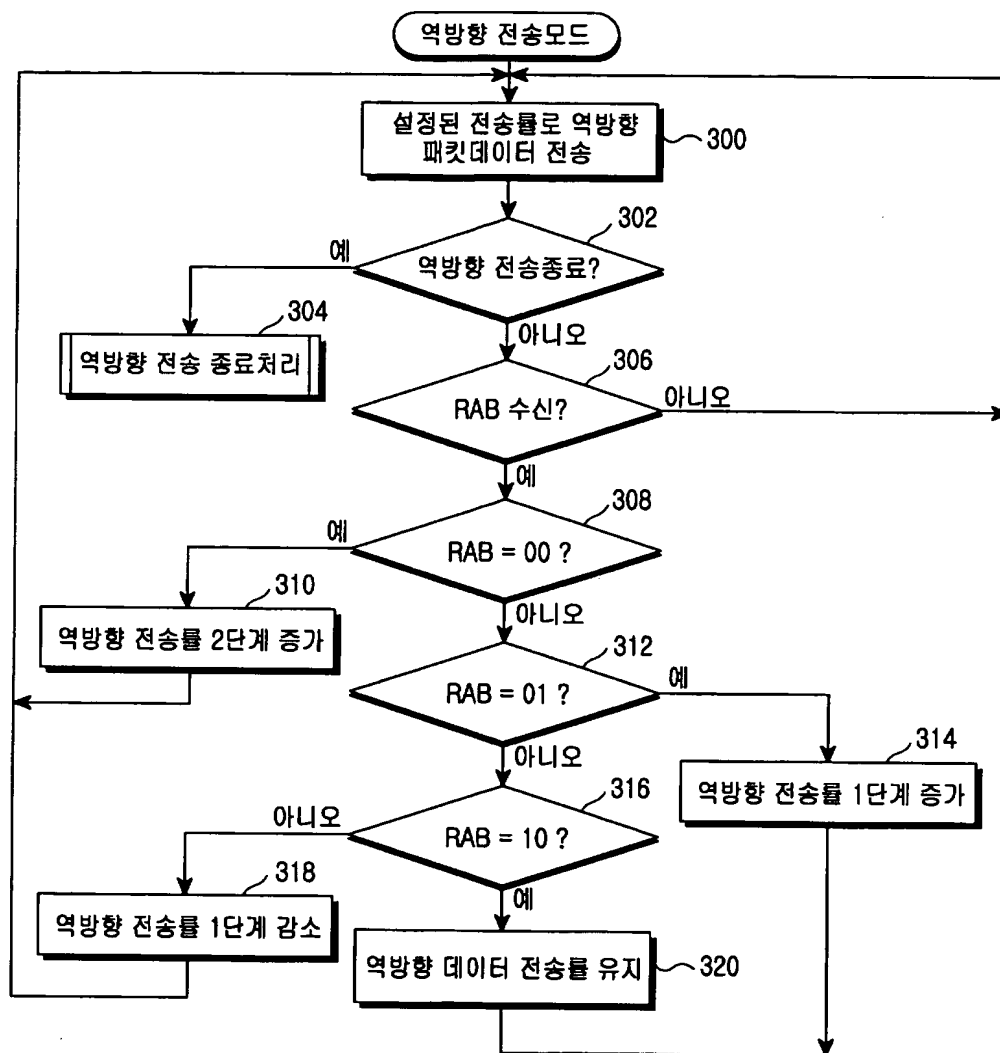 역방향 전송모드
설정된 전송률로 역방향
패킷데이터 전송
300
302
예
역방향 전송종료?
304
아니오
역방향 전송 종료처리
306
RAB 수신?
아니오
예
308
예
RAB = 00 ?
310
아니오
역방향 전송률 2단계 증가
312
RAB = 01 ?
예
아니오
314
역방향 전송률 1단계 증가
316
아니오
RAB = 10 ?
318
예
역방향 전송률 1단계 감소
역방향 데이터 전송률 유지
320